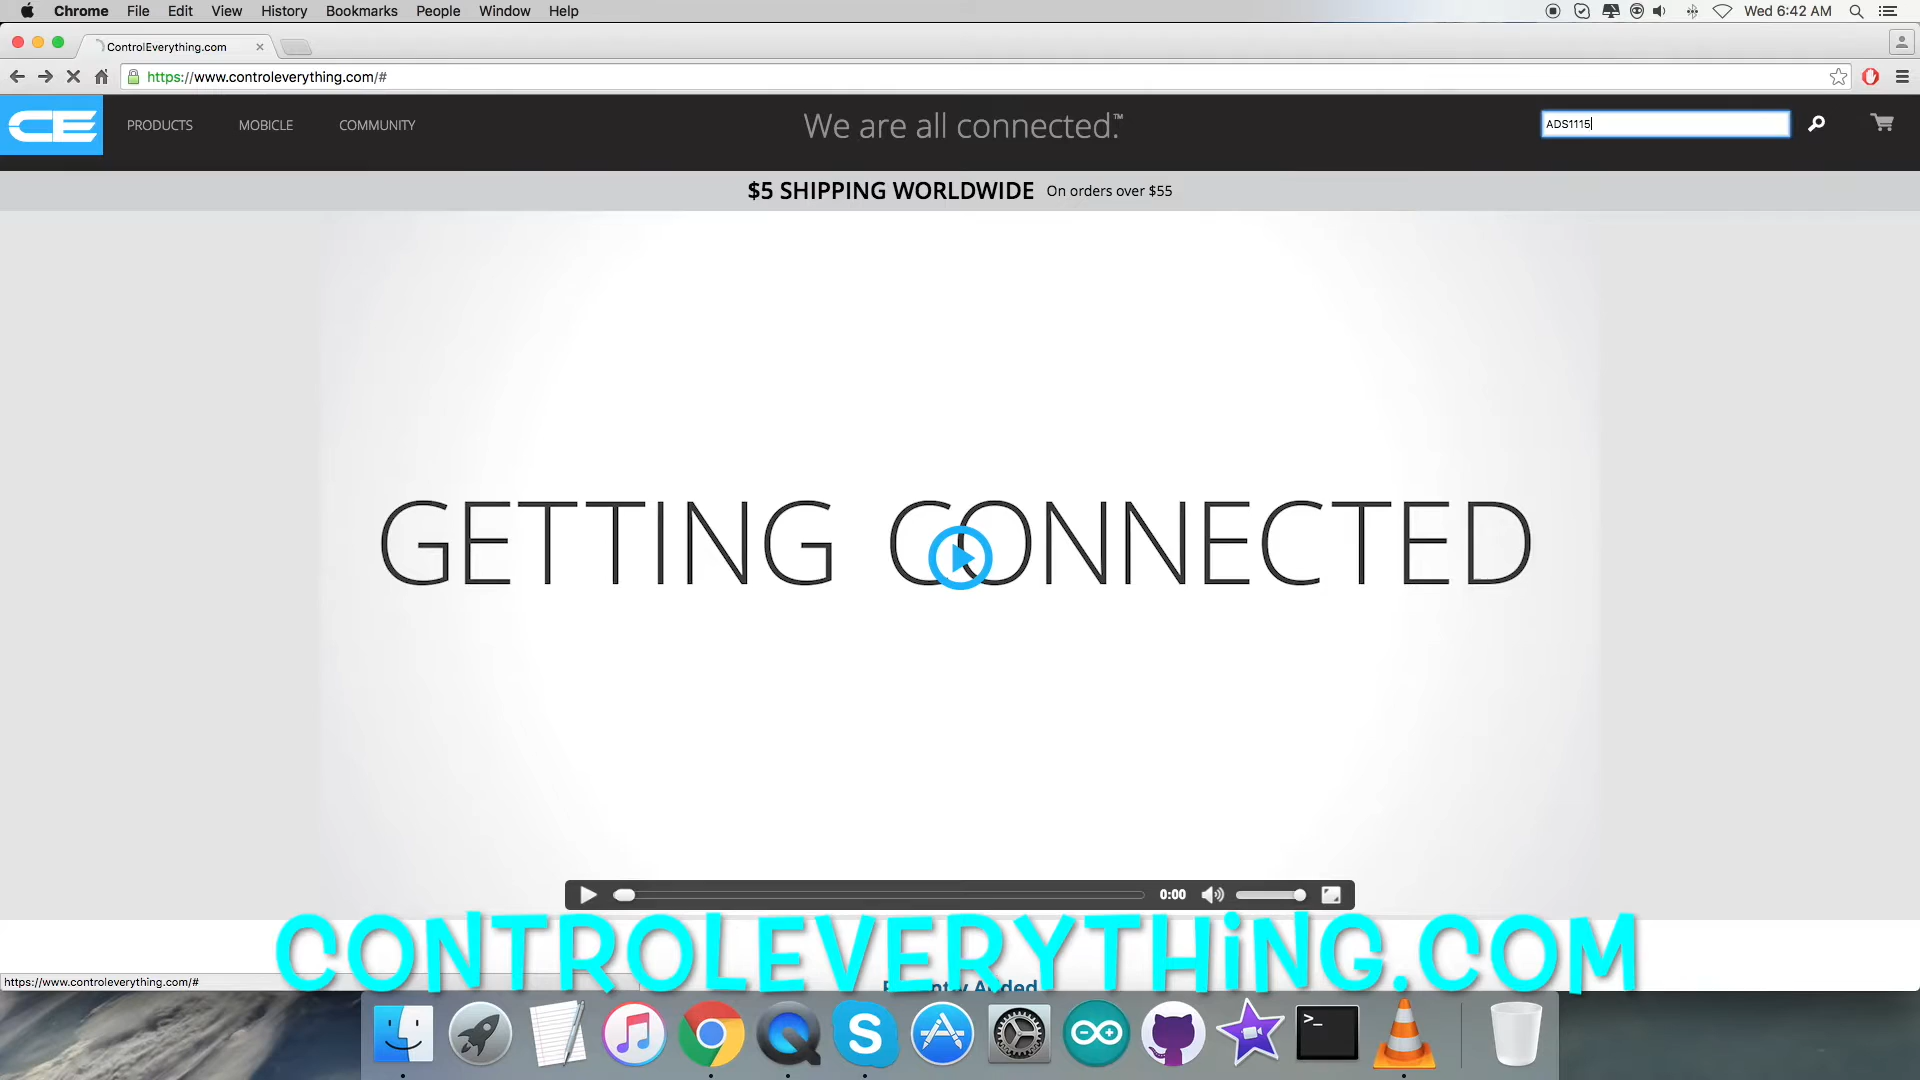 Chrome File Edit View History Bookmarks People Window Help Wed 6:42 AM
ControlEverything.com
https://www.controleverything.com/#
CE PRODUCTS MOBICLE COMMUNITY We are all connected.™ ADS1115
$5 SHIPPING WORLDWIDE On orders over $55
GETTING CONNECTED
0:00
CONTROLEVERYTHiNG.COM
https://www.controleverything.com/#